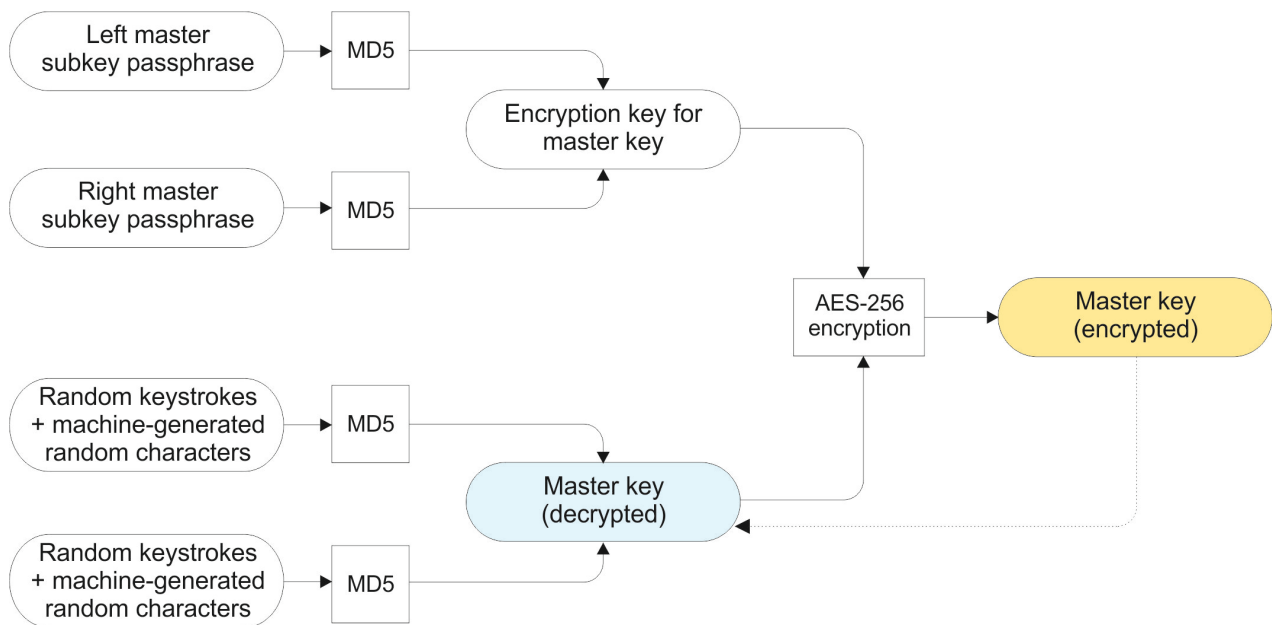 Left master
subkey passphrase
MD5
Encryption key for
master key
Right master
subkey passphrase
MD5
AES-256
encryption
Master key
(encrypted)
Random keystrokes
+ machine-generated
random characters
MD5
Master key
(decrypted)
Random keystrokes
+ machine-generated
random characters
MD5